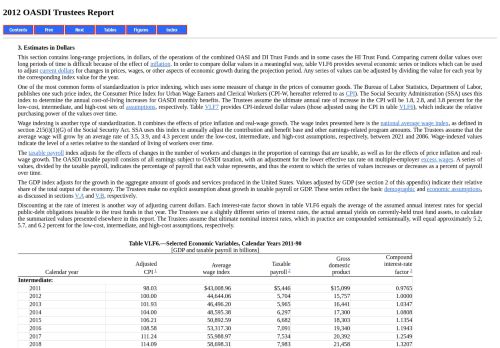 2012 OASDI Trustees Report
Contents Prev Next Tables Figures Index
3. Estimates in Dollars
This section contains long-range projections, in dollars, of the operations of the combined OASI and DI Trust Funds and in some cases the HI Trust Fund. Comparing current dollar values over
long periods of time is difficult because of the effect of inflation. In order to compare dollar values in a meaningful way, table VI.F6 provides several economic series or indices which can be used
to adjust current dollars for changes in prices, wages, or other aspects of economic growth during the projection period. Any series of values can be adjusted by dividing the value for each year by
the corresponding index value for the year.
One of the most common forms of standardization is price indexing, which uses some measure of change in the prices of consumer goods. The Bureau of Labor Statistics, Department of Labor,
publishes one such price index, the Consumer Price Index for Urban Wage Earners and Clerical Workers (CPI-W, hereafter referred to as CPI). The Social Security Administration (SSA) uses this
index to determine the annual cost-of-living increases for OASDI monthly benefits. The Trustees assume the ultimate annual rate of increase in the CPI will be 1.8, 2.8, and 3.8 percent for the
low-cost, intermediate, and high-cost sets of assumptions, respectively. Table VI.F7 provides CPI-indexed dollar values (those adjusted using the CPI in table VI.F6), which indicate the relative
purchasing power of the values over time.
Wage indexing is another type of standardization. It combines the effects of price inflation and real-wage growth. The wage index presented here is the national average wage index, as defined in
section 215(i)(1)(G) of the Social Security Act. SSA uses this index to annually adjust the contribution and benefit base and other earnings-related program amounts. The Trustees assume that the
average wage will grow by an average rate of 3.5, 3.9, and 4.3 percent under the low-cost, intermediate, and high-cost assumptions, respectively, between 2021 and 2086. Wage-indexed values
indicate the level of a series relative to the standard of living of workers over time.
The taxable payroll index adjusts for the effects of changes in the number of workers and changes in the proportion of earnings that are taxable, as well as for the effects of price inflation and real-
wage growth. The OASDI taxable payroll consists of all earnings subject to OASDI taxation, with an adjustment for the lower effective tax rate on multiple-employer excess wages. A series of
values, divided by the taxable payroll, indicates the percentage of payroll that each value represents, and thus the extent to which the series of values increases or decreases as a percent of payroll
over time.
The GDP index adjusts for the growth in the aggregate amount of goods and services produced in the United States. Values adjusted by GDP (see section 2 of this appendix) indicate their relative
share of the total output of the economy. The Trustees make no explicit assumption about growth in taxable payroll or GDP. These series reflect the basic demographic and economic assumptions,
as discussed in sections V.A and V.B, respectively.
Discounting at the rate of interest is another way of adjusting current dollars. Each interest-rate factor shown in table VI.F6 equals the average of the assumed annual interest rates for special
public-debt obligations issuable to the trust funds in that year. The Trustees use a slightly different series of interest rates, the actual annual yields on currently-held trust fund assets, to calculate
the summarized values presented elsewhere in this report. The Trustees assume that ultimate nominal interest rates, which in practice are compounded semiannually, will equal approximately 5.2,
5.7, and 6.2 percent for the low-cost, intermediate, and high-cost assumptions, respectively.
Table VI.F6.—Selected Economic Variables, Calendar Years 2011-90
[GDP and taxable payroll in billions]
Calendar year Adjusted CPI 1 Average wage index Taxable payroll 2 Gross domestic product Compound interest-rate factor 3
Intermediate:
2011 98.03 $43,008.96 $5,446 $15,099 0.9765
2012 100.00 44,644.06 5,704 15,757 1.0000
2013 101.93 46,496.20 5,965 16,441 1.0347
2014 104.00 48,595.38 6,297 17,300 1.0808
2015 106.21 50,892.59 6,682 18,303 1.1354
2016 108.58 53,317.30 7,091 19,340 1.1943
2017 111.24 55,988.97 7,534 20,392 1.2549
2018 114.09 58,698.31 7,983 21,458 1.3207